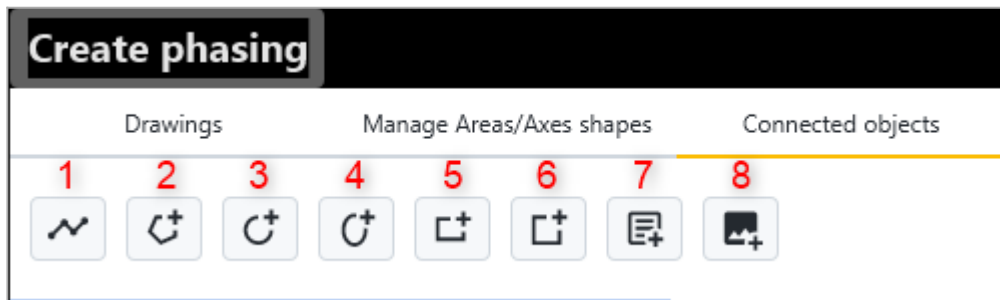 Create phasing
Drawings Manage Areas/Axes shapes Connected objects
1 2 3 4 5 6 7 8